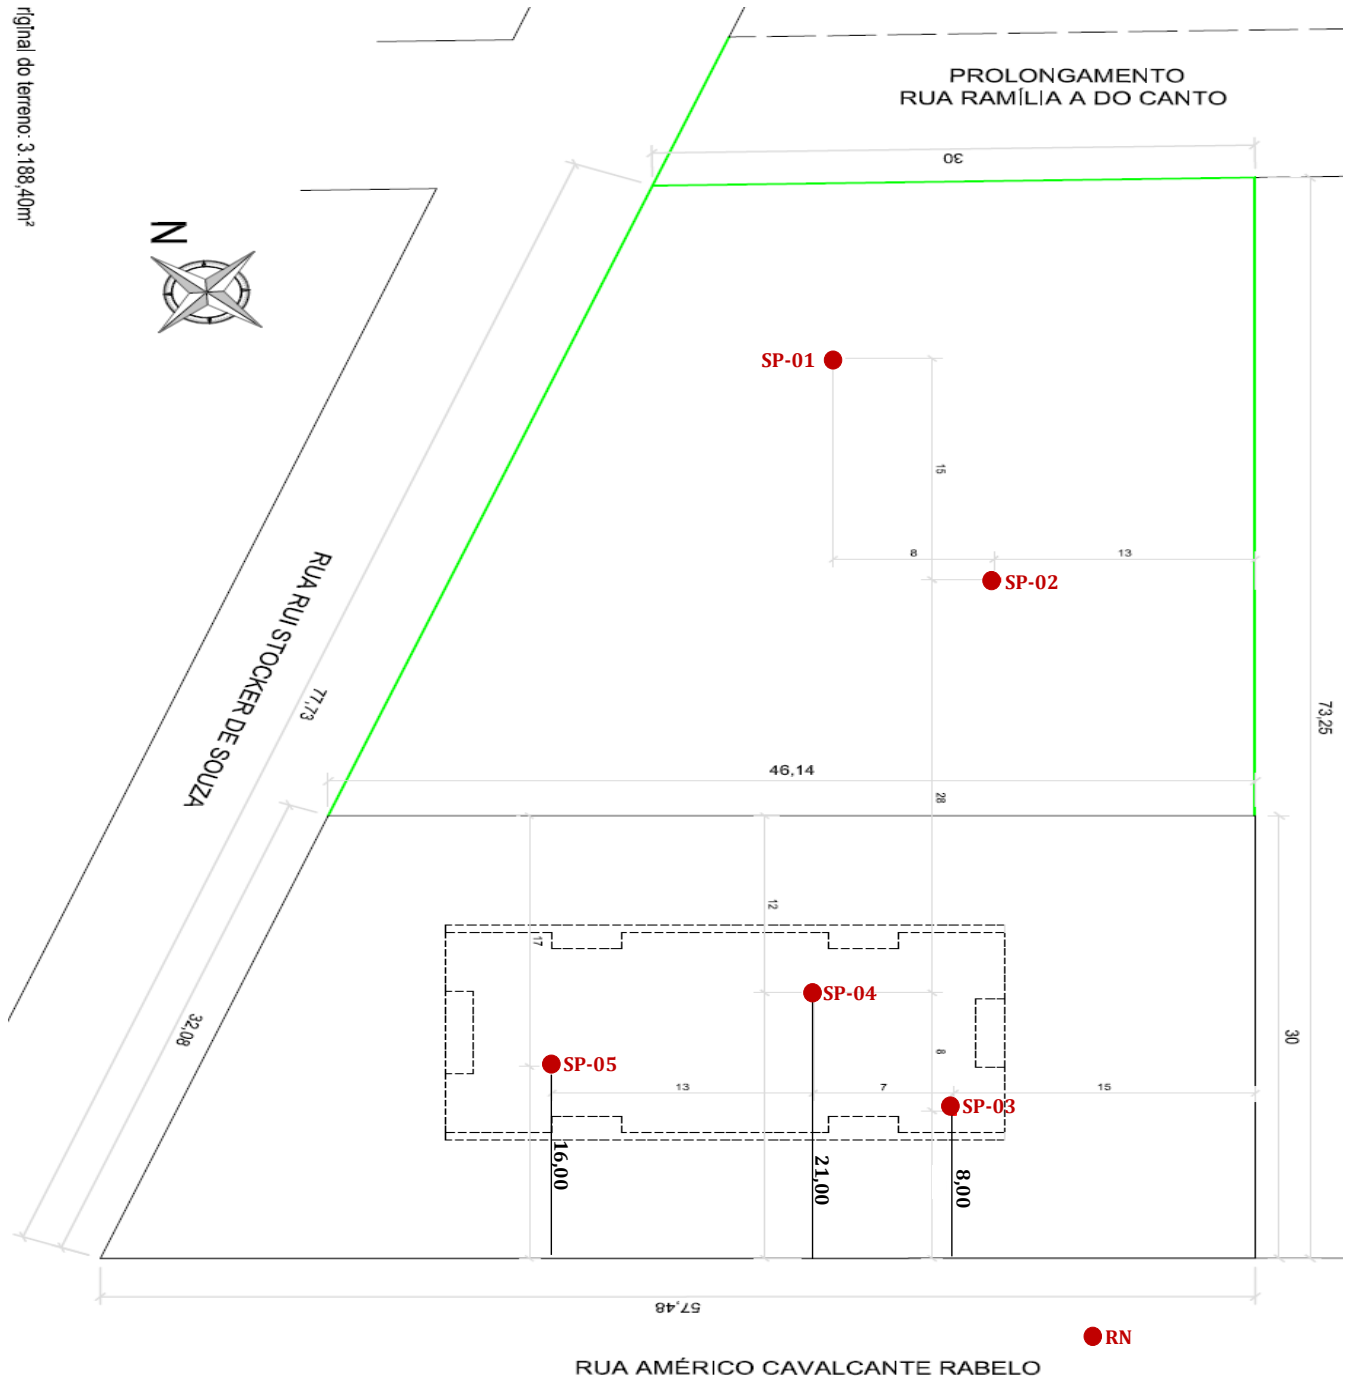 riginal do terreno: 3.188,40m²
PROLONGAMENTO
RUA RAMÍLIA A DO CANTO
30
N
SP-01
15
8
13
SP-02
RUA RUI STOCKER DE SOUZA
77,73
73,25
46,14
28
12
17
SP-04
32,08
30
SP-05
8
13
7
15
SP-03
16,00
21,00
8,00
57,48
RN
RUA AMÉRICO CAVALCANTE RABELO